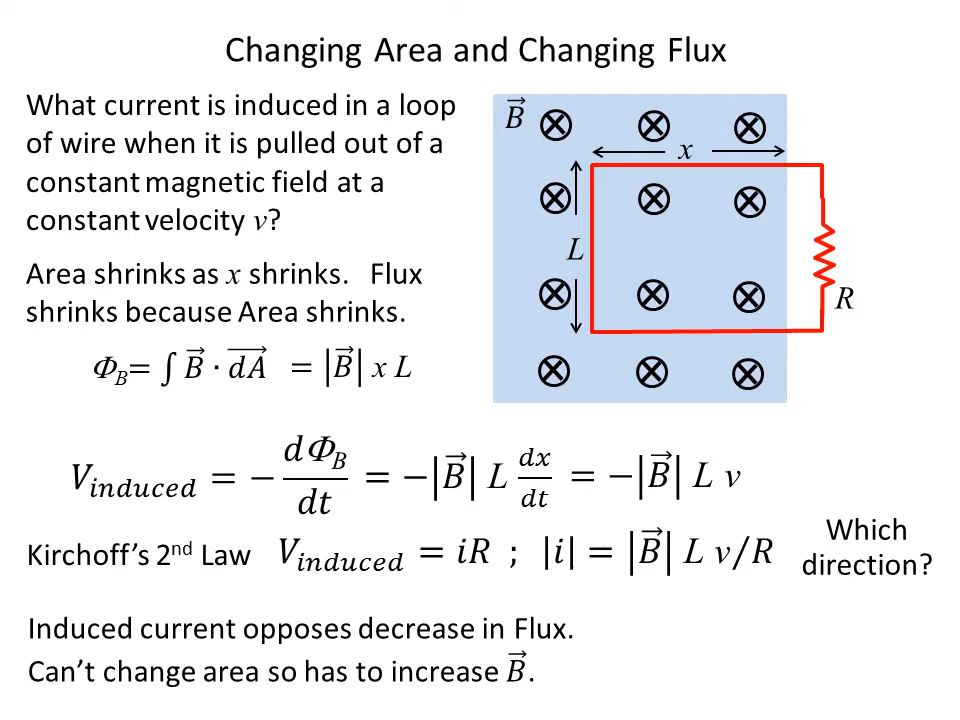 Changing Area and Changing Flux
What current is induced in a loop
of wire when it is pulled out of a
constant magnetic field at a
constant velocity v?
Area shrinks as x shrinks. Flux
shrinks because Area shrinks.
Φ_B= ∫ B⃗ · dA⃗ = |B⃗| x L
B⃗
x
L
R
V_induced = − dΦ_B/dt = −|B⃗| L dx/dt = −|B⃗| L v
Kirchoff’s 2nd Law V_induced = iR ; |i| = |B⃗| L v/R
Which
direction?
Induced current opposes decrease in Flux.
Can’t change area so has to increase B⃗.